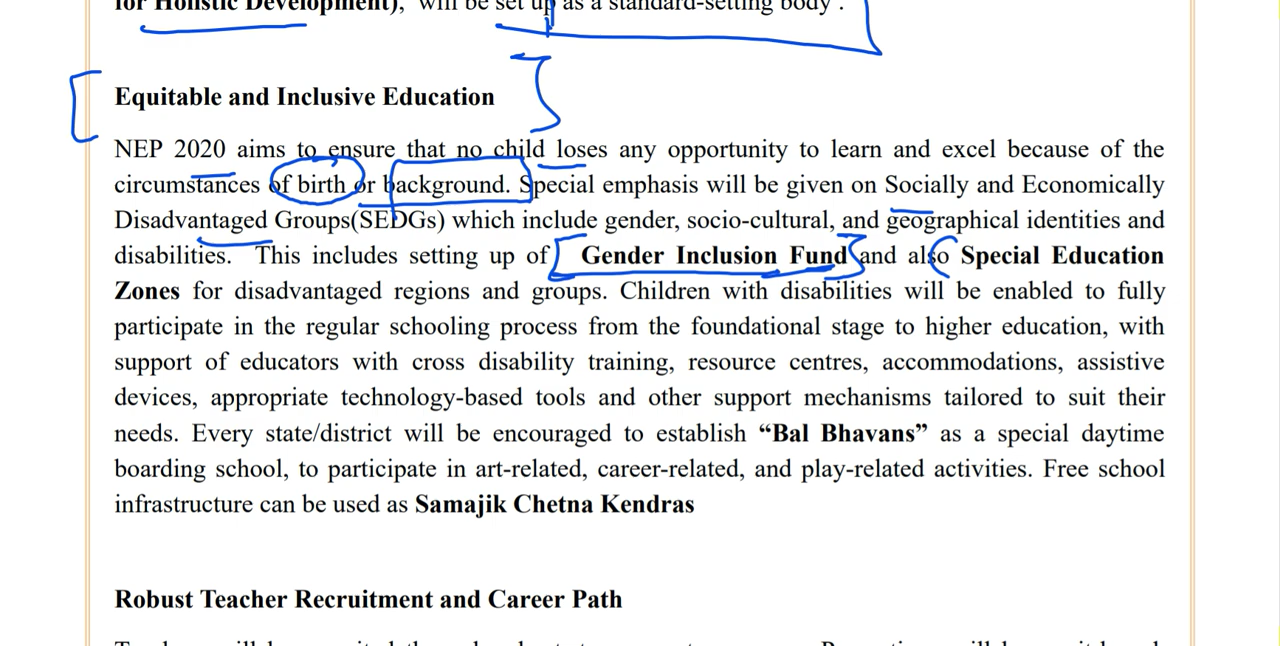 for Holistic Development), will be set up as a standard-setting body .
Equitable and Inclusive Education
NEP 2020 aims to ensure that no child loses any opportunity to learn and excel because of the
circumstances of birth or background. Special emphasis will be given on Socially and Economically
Disadvantaged Groups(SEDGs) which include gender, socio-cultural, and geographical identities and
disabilities. This includes setting up of Gender Inclusion Fund and also Special Education
Zones for disadvantaged regions and groups. Children with disabilities will be enabled to fully
participate in the regular schooling process from the foundational stage to higher education, with
support of educators with cross disability training, resource centres, accommodations, assistive
devices, appropriate technology-based tools and other support mechanisms tailored to suit their
needs. Every state/district will be encouraged to establish “Bal Bhavans” as a special daytime
boarding school, to participate in art-related, career-related, and play-related activities. Free school
infrastructure can be used as Samajik Chetna Kendras
Robust Teacher Recruitment and Career Path